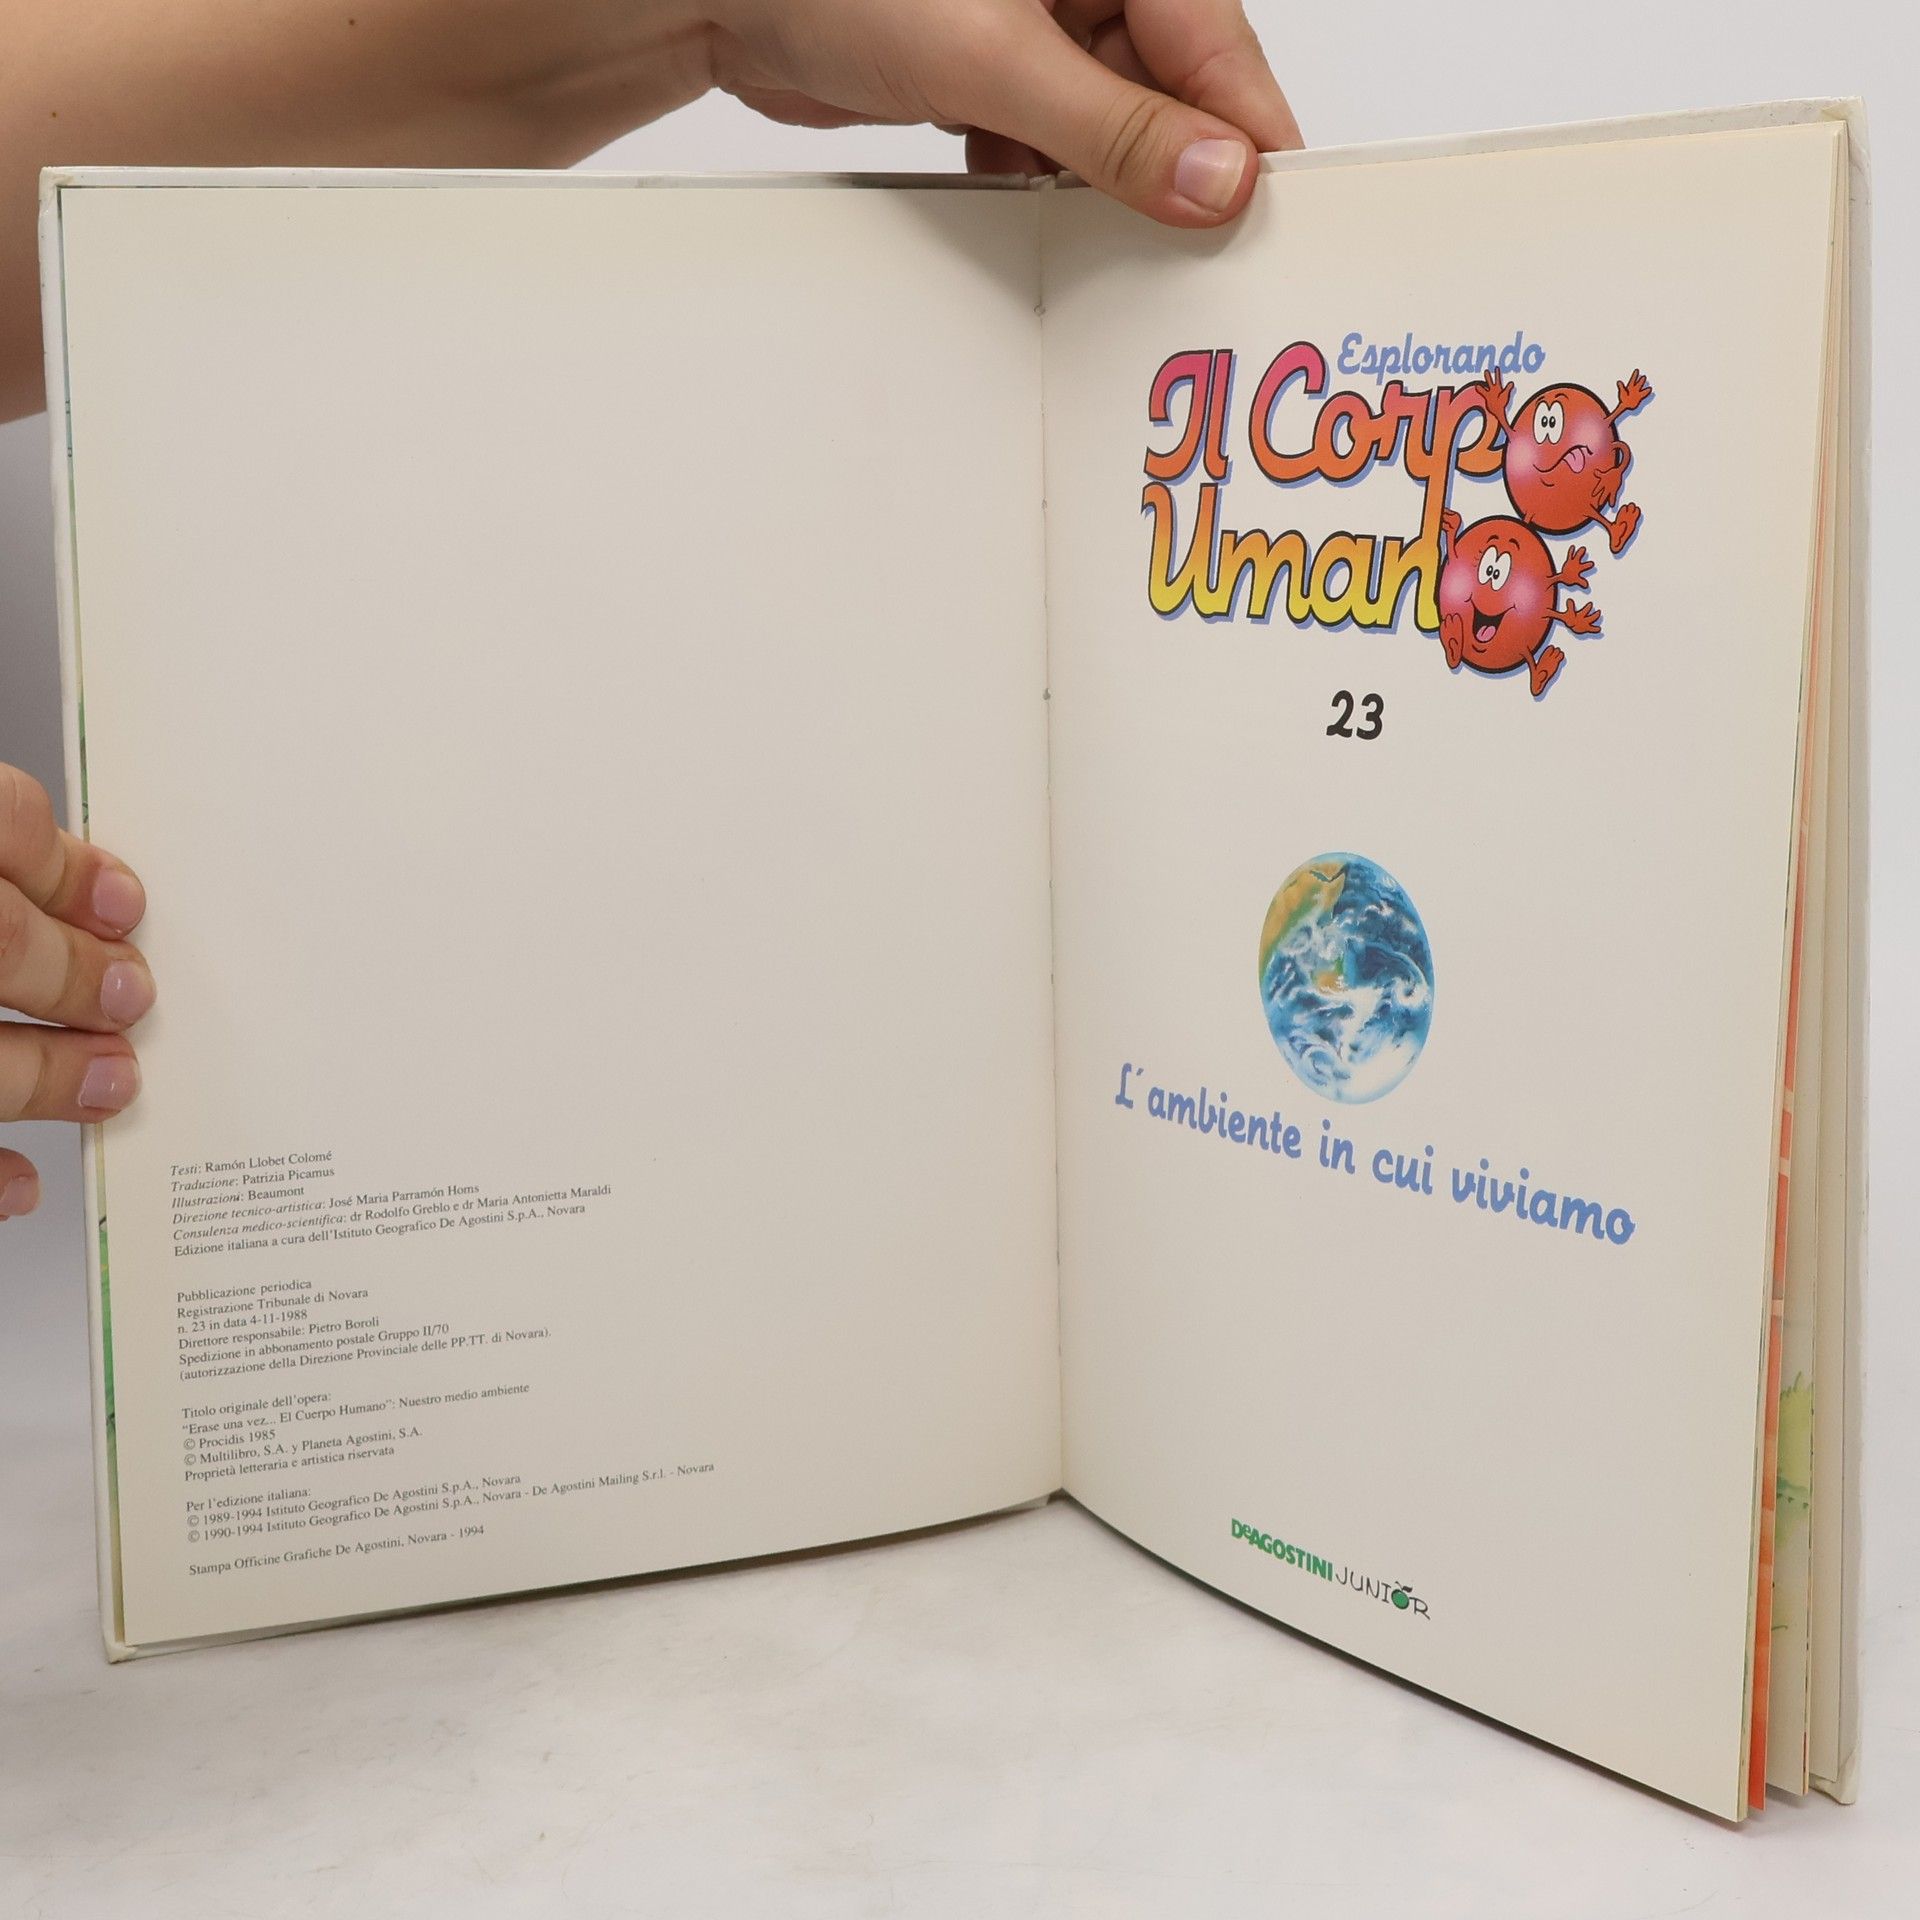 Testi: Ramón Llobet Colomé
Traduzione: Patrizia Picamus
Illustrazioni: Beaumont
Direzione tecnico-artistica: José Maria Parramón Homs
Consulenza medico-scientifica: dr Rodolfo Greblo e dr Maria Antonietta Maraldi
Edizione italiana a cura dell'Istituto Geografico De Agostini S.p.A., Novara
Pubblicazione periodica
Registrazione Tribunale di Novara
n. 23 in data 4-11-1988
Direttore responsabile: Pietro Boroli
Spedizione in abbonamento postale Gruppo II/70
(autorizzazione della Direzione Provinciale delle PP.TT. di Novara).
Titolo originale dell'opera:
"Erase una vez... El Cuerpo Humano": Nuestro medio ambiente
© Procidis 1985
© Multilibro, S.A. y Planeta Agostini, S.A.
Proprietà letteraria e artistica riservata
Per l'edizione italiana:
© 1989-1994 Istituto Geografico De Agostini S.p.A., Novara
© 1990-1994 Istituto Geografico De Agostini S.p.A., Novara - De Agostini Mailing S.r.l. - Novara
Stampa Officine Grafiche De Agostini, Novara - 1994
Esplorando
Il Corpo
Umano
23
L'ambiente in cui viviamo
DeAGOSTINI JUNIOR